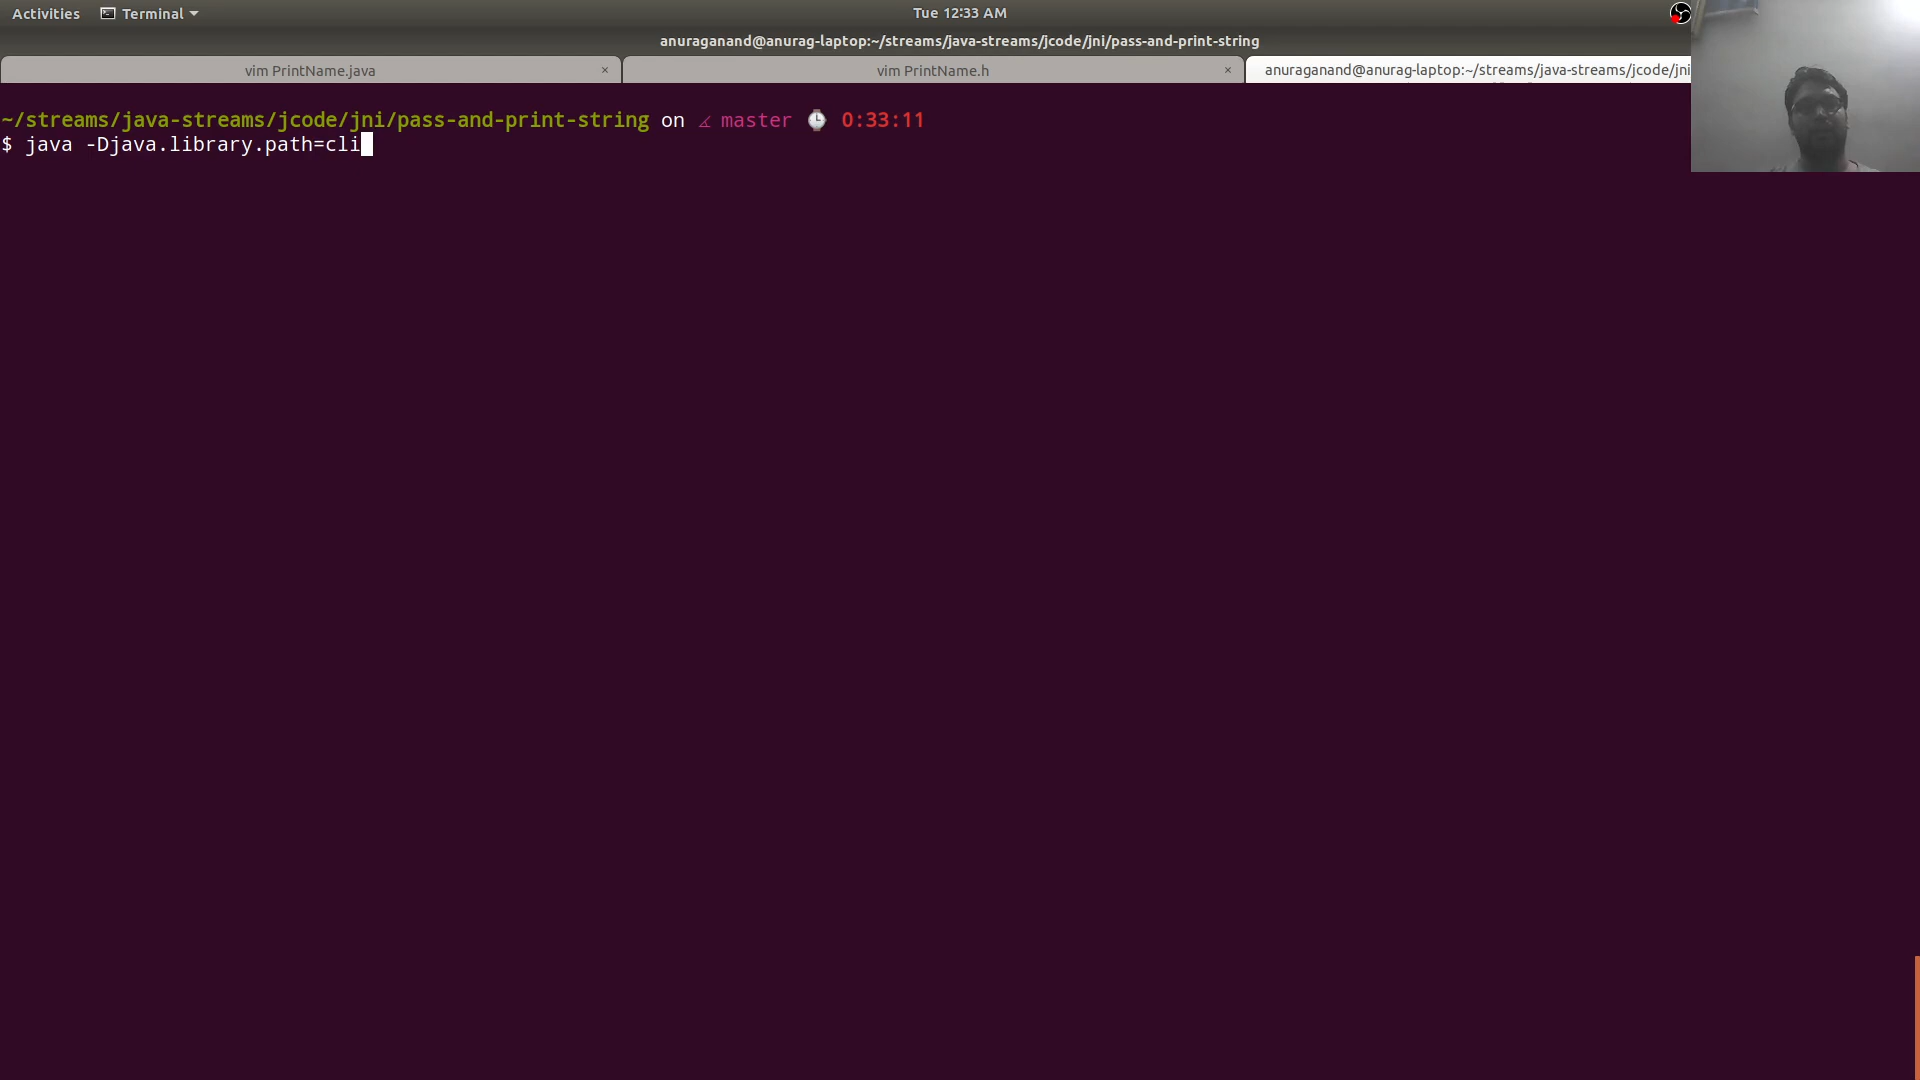 Activities Terminal Tue 12:33 AM
anuraganand@anurag-laptop:~/streams/java-streams/jcode/jni/pass-and-print-string
vim PrintName.java × vim PrintName.h × anuraganand@anurag-laptop:~/streams/java-streams/jcode/jni
~/streams/java-streams/jcode/jni/pass-and-print-string on master 0:33:11
$ java -Djava.library.path=cli